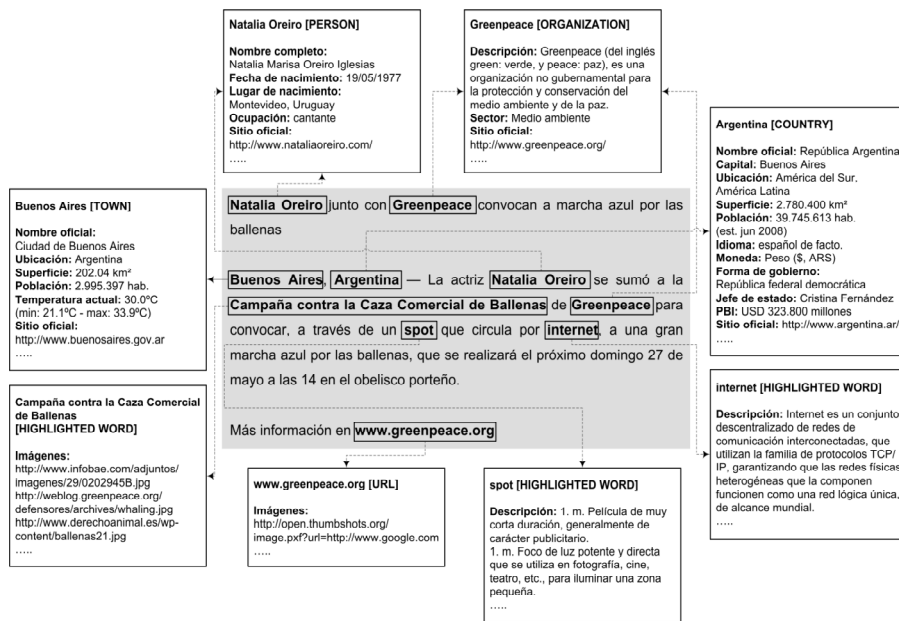 Natalia Oreiro [PERSON]
Nombre completo:
Natalia Marisa Oreiro Iglesias
Fecha de nacimiento: 19/05/1977
Lugar de nacimiento:
Montevideo, Uruguay
Ocupación: cantante
Sitio oficial:
http://www.nataliaoreiro.com/
.....
Greenpeace [ORGANIZATION]
Descripción: Greenpeace (del inglés
green: verde, y peace: paz), es una
organización no gubernamental para
la protección y conservación del
medio ambiente y de la paz.
Sector: Medio ambiente
Sitio oficial:
http://www.greenpeace.org/
.....
Argentina [COUNTRY]
Nombre oficial: República Argentina
Capital: Buenos Aires
Ubicación: América del Sur,
América Latina
Superficie: 2.780.400 km²
Población: 39.745.613 hab.
(est. jun 2008)
Idioma: español de facto.
Moneda: Peso ($, ARS)
Forma de gobierno:
República federal democrática
Jefe de estado: Cristina Fernández
PBI: USD 323.800 millones
Sitio oficial: http://www.argentina.ar/
.....
Buenos Aires [TOWN]
Nombre oficial:
Ciudad de Buenos Aires
Ubicación: Argentina
Superficie: 202.04 km²
Población: 2.995.397 hab.
Temperatura actual: 30.0ºC
(min: 21.1ºC - max: 33.9ºC)
Sitio oficial:
http://www.buenosaires.gov.ar
.....
Natalia Oreiro junto con Greenpeace convocan a marcha azul por las
ballenas
Buenos Aires, Argentina — La actriz Natalia Oreiro se sumó a la
Campaña contra la Caza Comercial de Ballenas de Greenpeace para
convocar, a través de un spot que circula por internet, a una gran
marcha azul por las ballenas, que se realizará el próximo domingo 27 de
mayo a las 14 en el obelisco porteño.
Más información en www.greenpeace.org
Campaña contra la Caza Comercial
de Ballenas
[HIGHLIGHTED WORD]
Imágenes:
http://www.infobae.com/adjuntos/
imagenes/29/0202945B.jpg
http://weblog.greenpeace.org/
defensores/archives/whaling.jpg
http://www.derechoanimal.es/wp-
content/ballenas21.jpg
.....
www.greenpeace.org [URL]
Imágenes:
http://open.thumbshots.org/
image.pxf?url=http://www.google.com
.....
spot [HIGHLIGHTED WORD]
Descripción: 1. m. Película de muy
corta duración, generalmente de
carácter publicitario.
1. m. Foco de luz potente y directa
que se utiliza en fotografía, cine,
teatro, etc., para iluminar una zona
pequeña.
.....
internet [HIGHLIGHTED WORD]
Descripción: Internet es un conjunto
descentralizado de redes de
comunicación interconectadas, que
utilizan la familia de protocolos TCP/
IP, garantizando que las redes físicas
heterogéneas que la componen
funcionen como una red lógica única,
de alcance mundial.
.....